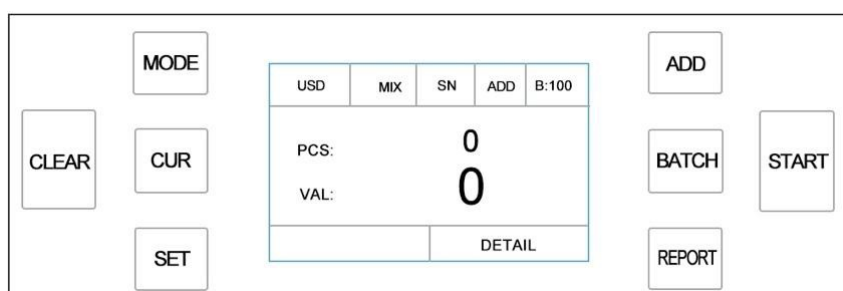 MODE
ADD
USD MIX SN ADD B:100
CLEAR
CUR
PCS: 0
BATCH
START
VAL: 0
SET
DETAIL
REPORT